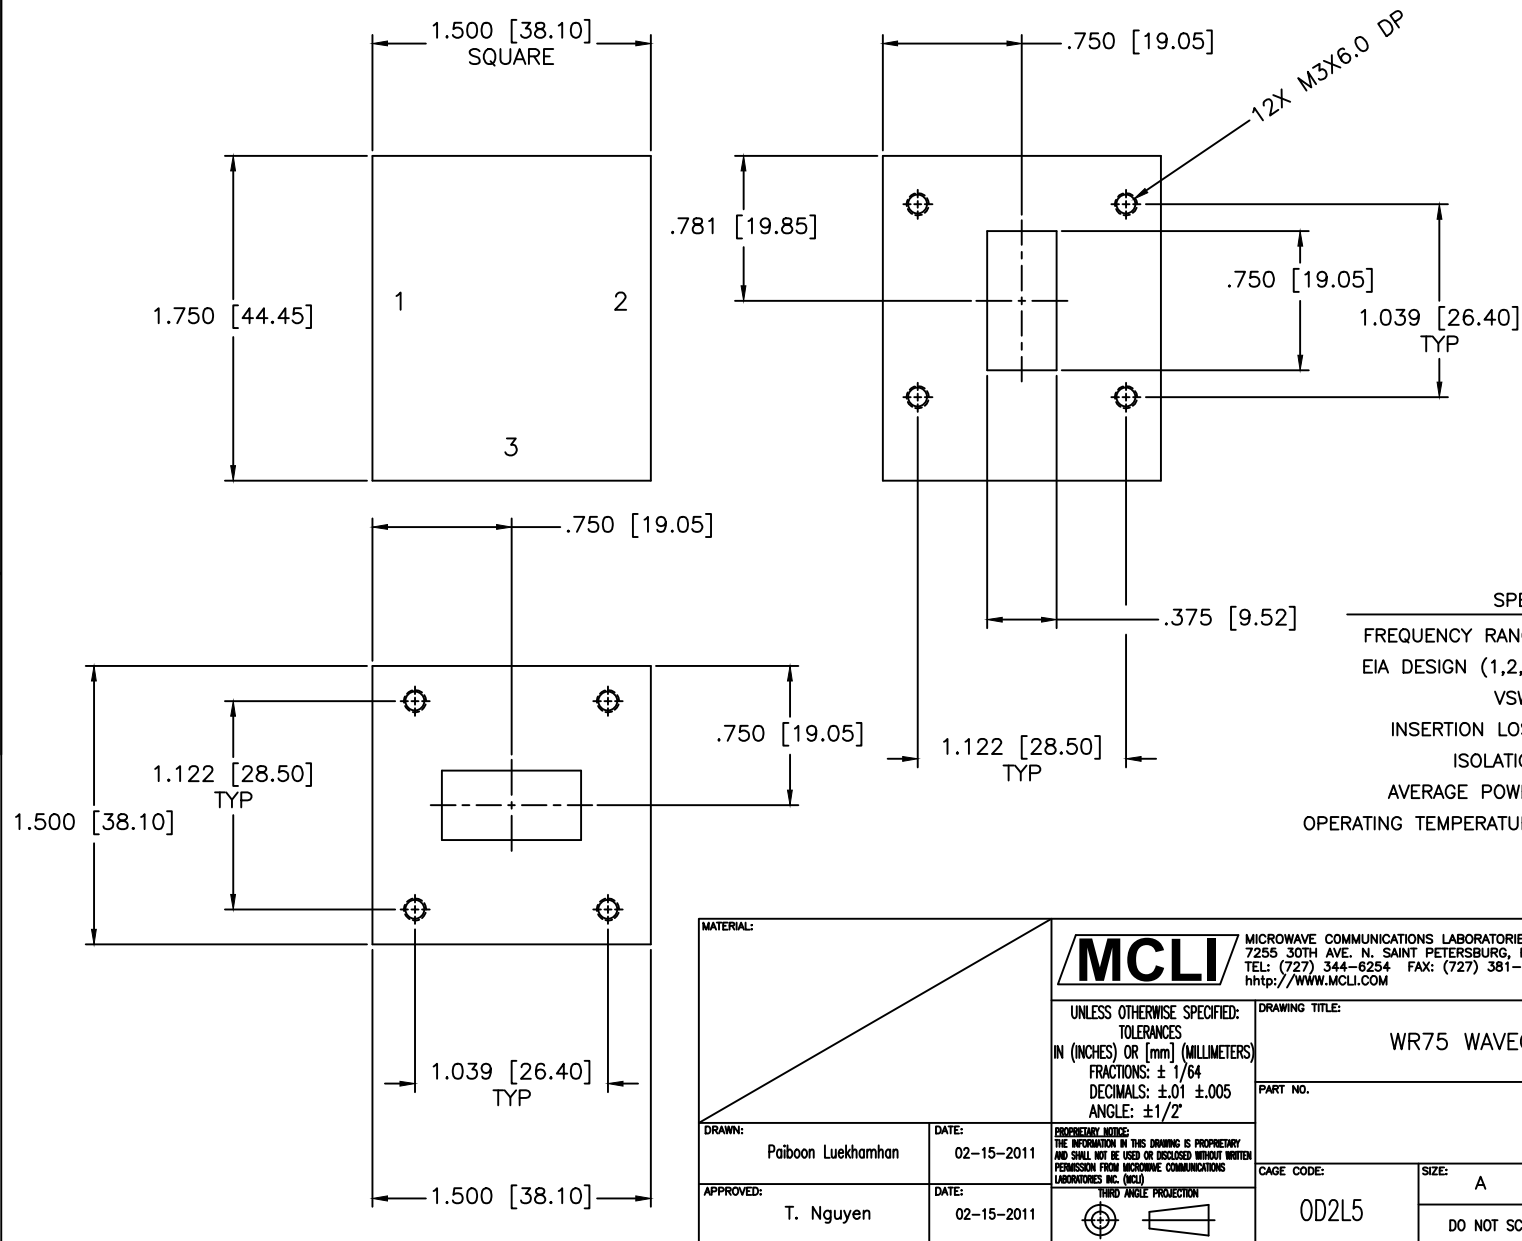 1.500 [38.10]
SQUARE
.750 [19.05]
12X M3X6.0 DP
.781 [19.85]
1.750 [44.45]
1
2
3
.750 [19.05]
1.039 [26.40]
TYP
.750 [19.05]
.375 [9.52]
1.122 [28.50]
TYP
.750 [19.05]
1.122 [28.50]
TYP
1.500 [38.10]
1.039 [26.40]
TYP
1.500 [38.10]
SPE
FREQUENCY RAN
EIA DESIGN (1,2,
VSW
INSERTION LOS
ISOLATIO
AVERAGE POW
OPERATING TEMPERATU
MATERIAL:
MCLI
MICROWAVE COMMUNICATIONS LABORATORIE
7255 30TH AVE. N. SAINT PETERSBURG,
TEL: (727) 344-6254 FAX: (727) 381-
hhtp://WWW.MCLI.COM
UNLESS OTHERWISE SPECIFIED:
TOLERANCES
IN (INCHES) OR [mm] (MILLIMETERS)
FRACTIONS: ± 1/64
DECIMALS: ±.01 ±.005
ANGLE: ±1/2°
DRAWING TITLE:
WR75 WAVE
PART NO.
DRAWN:
Paiboon Luekhamhan
DATE:
02-15-2011
PROPRIETARY NOTICE:
THE INFORMATION IN THIS DRAWING IS PROPRIETARY
AND SHALL NOT BE USED OR DISCLOSED WITHOUT WRITTEN
PERMISSION FROM MICROWAVE COMMUNICATIONS
LABORATORIES INC. (MCLI)
THIRD ANGLE PROJECTION
APPROVED:
T. Nguyen
DATE:
02-15-2011
CAGE CODE:
0D2L5
SIZE:
A
DO NOT SC